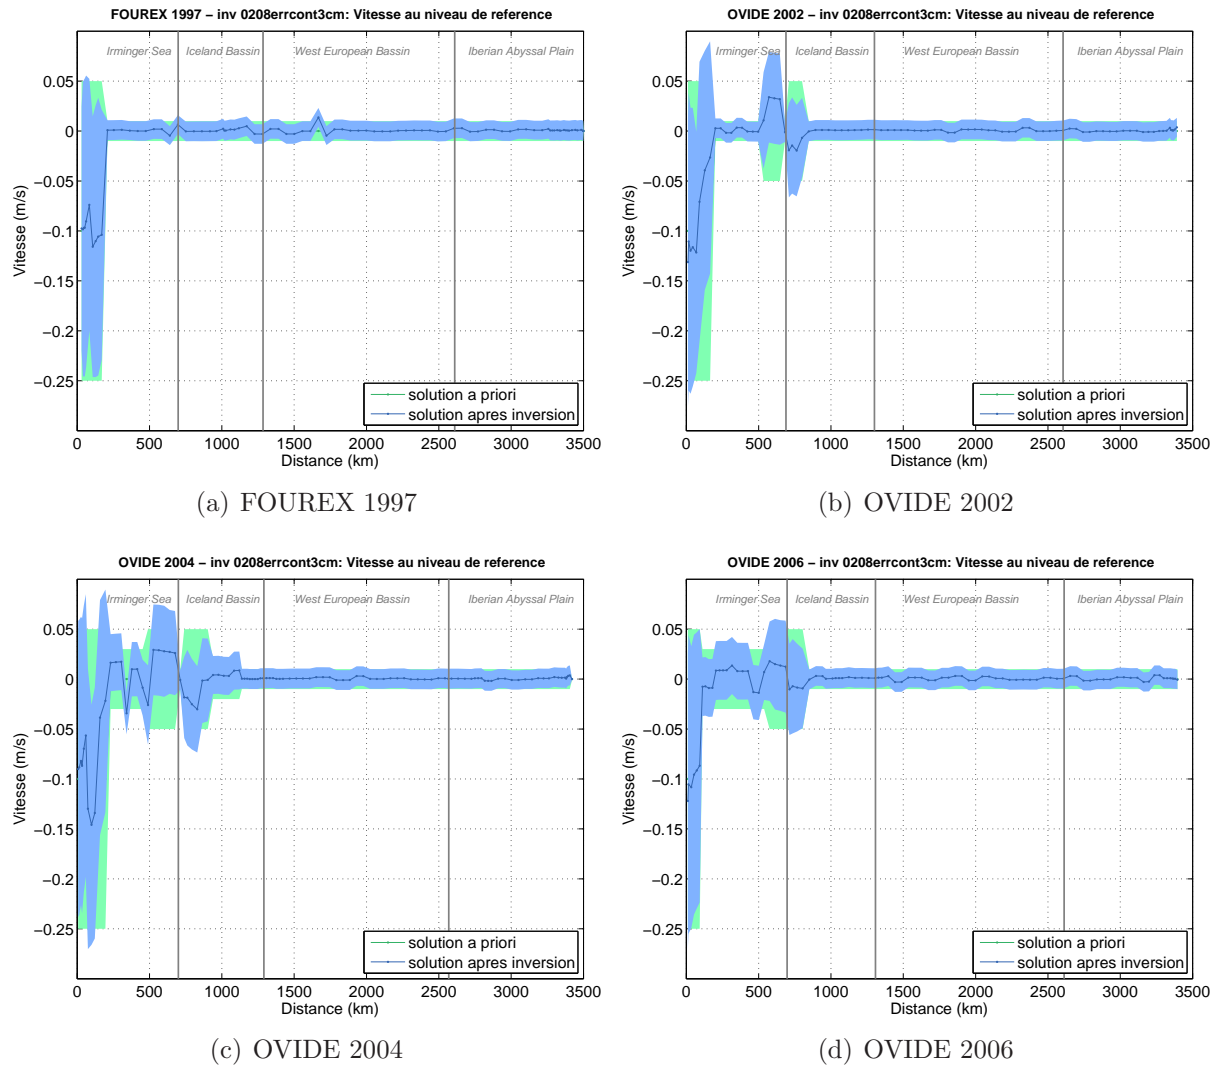 FOUREX 1997 – inv 0208errcont3cm: Vitesse au niveau de reference
Irminger Sea
Iceland Bassin
West European Bassin
Iberian Abyssal Plain
0.05
0
−0.05
−0.1
−0.15
−0.2
−0.25
Vitesse (m/s)
solution a priori
solution apres inversion
0 500 1000 1500 2000 2500 3000 3500
Distance (km)
(a) FOUREX 1997
OVIDE 2002 – inv 0208errcont3cm: Vitesse au niveau de reference
Irminger Sea
Iceland Bassin
West European Bassin
Iberian Abyssal Plain
0.05
0
−0.05
−0.1
−0.15
−0.2
−0.25
Vitesse (m/s)
solution a priori
solution apres inversion
0 500 1000 1500 2000 2500 3000 3500
Distance (km)
(b) OVIDE 2002
OVIDE 2004 – inv 0208errcont3cm: Vitesse au niveau de reference
Irminger Sea
Iceland Bassin
West European Bassin
Iberian Abyssal Plain
0.05
0
−0.05
−0.1
−0.15
−0.2
−0.25
Vitesse (m/s)
solution a priori
solution apres inversion
0 500 1000 1500 2000 2500 3000 3500
Distance (km)
(c) OVIDE 2004
OVIDE 2006 – inv 0208errcont3cm: Vitesse au niveau de reference
Irminger Sea
Iceland Bassin
West European Bassin
Iberian Abyssal Plain
0.05
0
−0.05
−0.1
−0.15
−0.2
−0.25
Vitesse (m/s)
solution a priori
solution apres inversion
0 500 1000 1500 2000 2500 3000 3500
Distance (km)
(d) OVIDE 2006